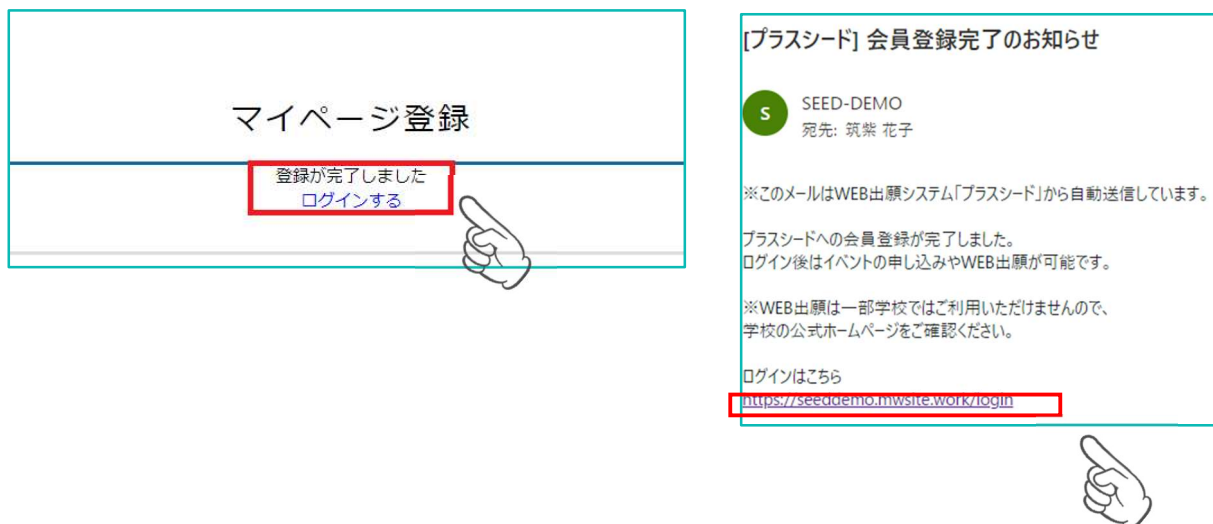 マイページ登録
登録が完了しました
ログインする
[プラスシード] 会員登録完了のお知らせ
S
SEED-DEMO
宛先: 筑紫 花子
※このメールはWEB出願システム「プラスシード」から自動送信しています。
プラスシードへの会員登録が完了しました。
ログイン後はイベントの申し込みやWEB出願が可能です。
※WEB出願は一部学校ではご利用いただけませんので、
学校の公式ホームページをご確認ください。
ログインはこちら
https://seeddemo.mwsite.work/login